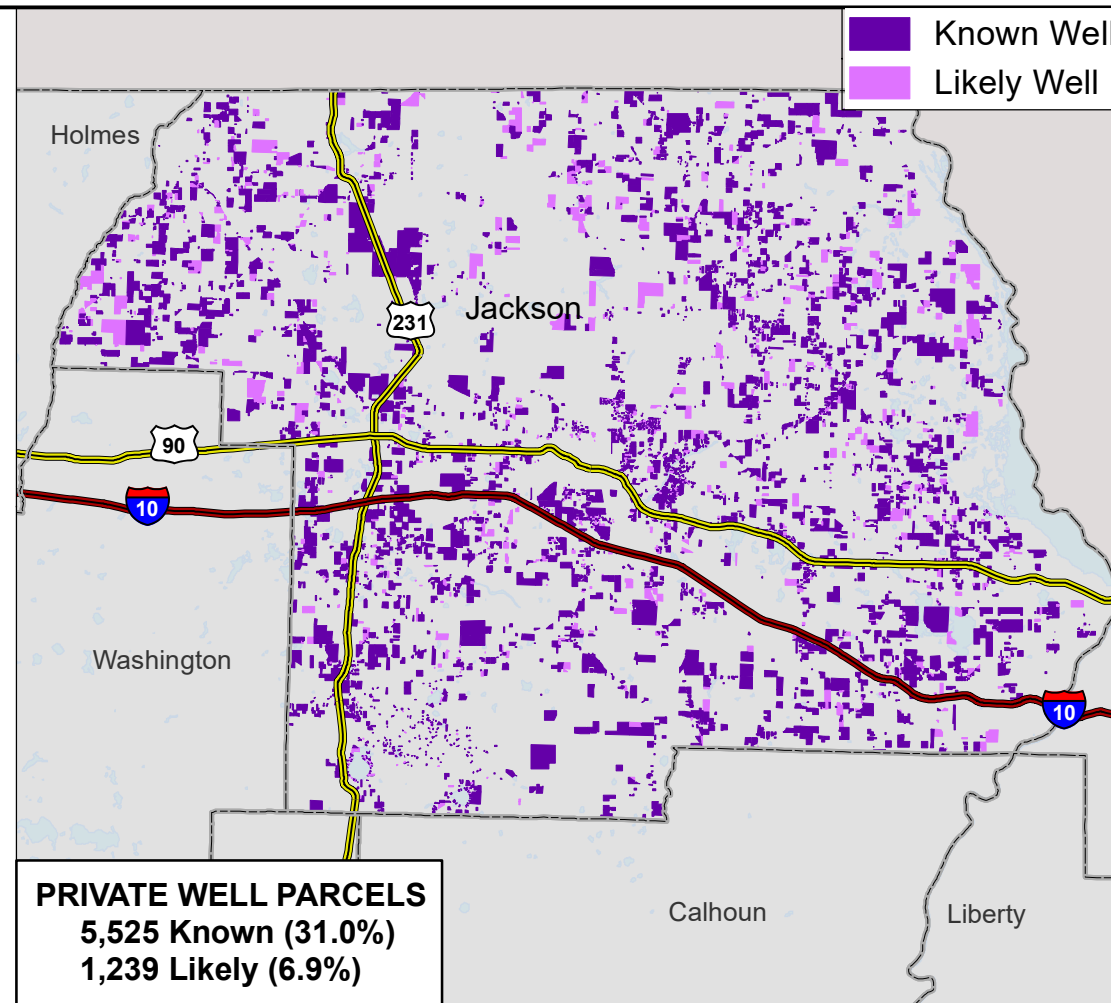 Known Well
Likely Well
Holmes
Jackson
231
90
10
Washington
10
PRIVATE WELL PARCELS
5,525 Known (31.0%)
1,239 Likely (6.9%)
Calhoun
Liberty